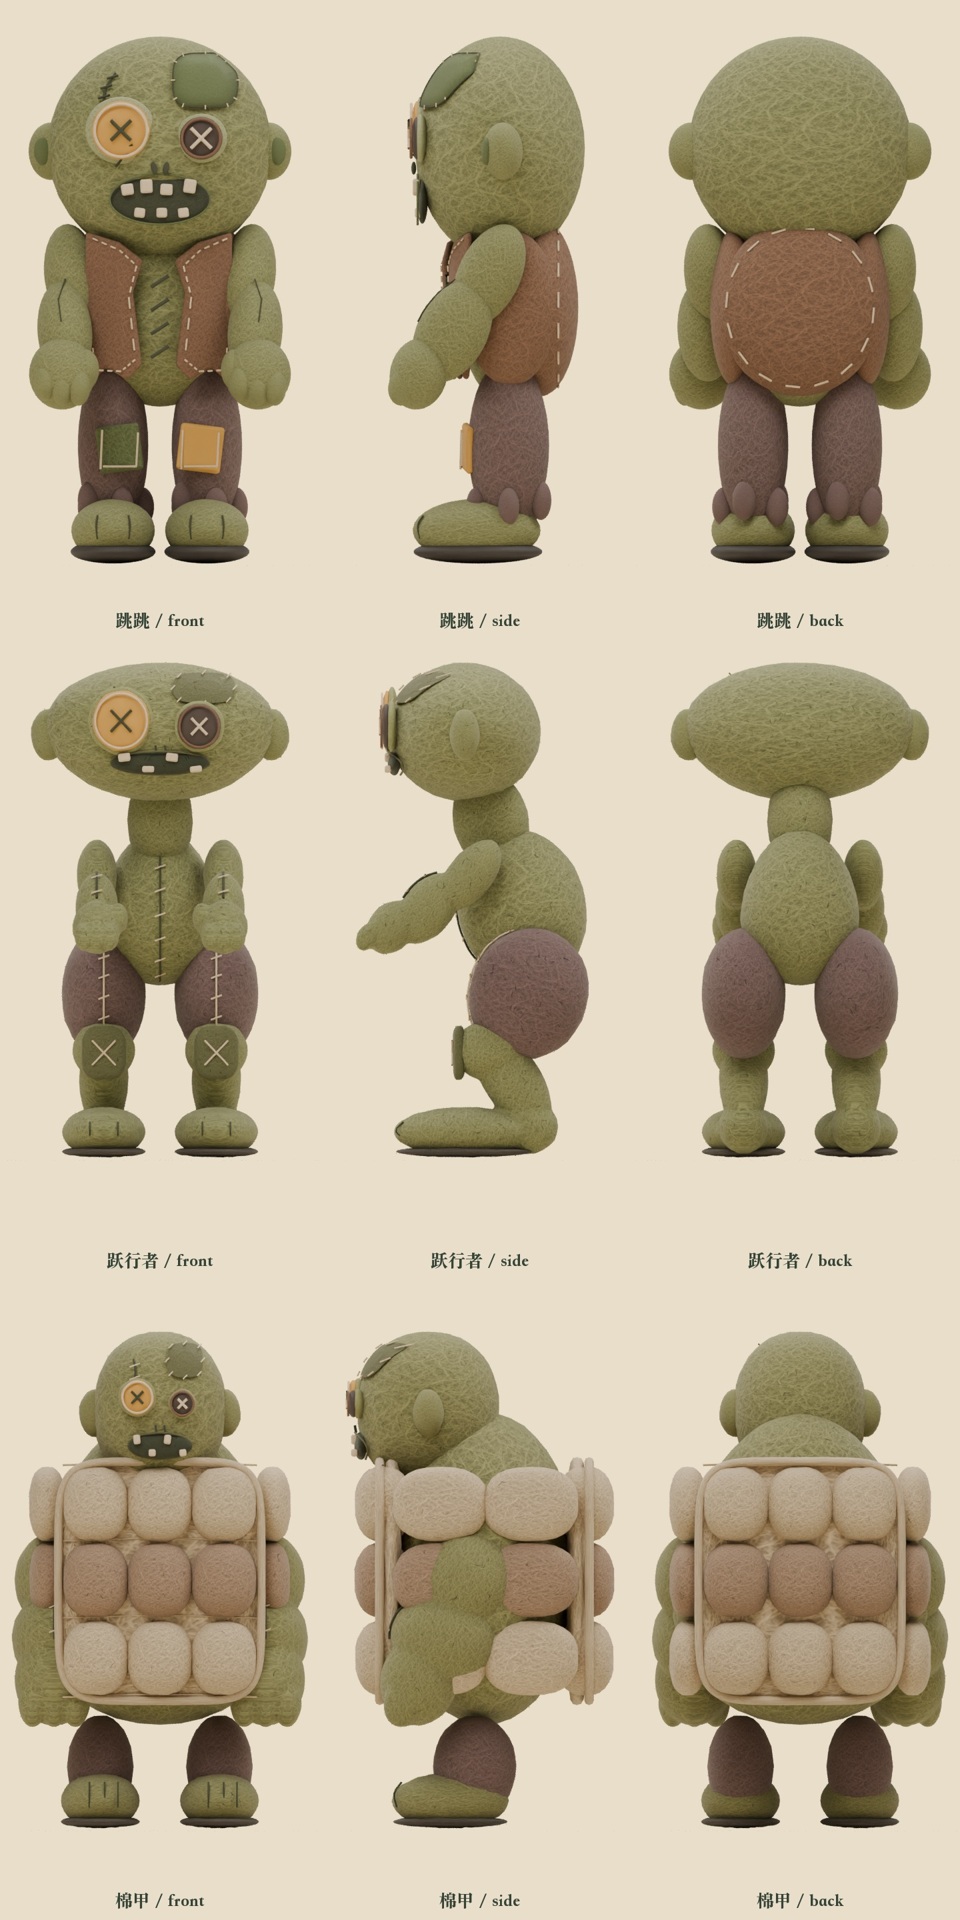 跳跳 / front
跳跳 / side
跳跳 / back
跃行者 / front
跃行者 / side
跃行者 / back
棉甲 / front
棉甲 / side
棉甲 / back